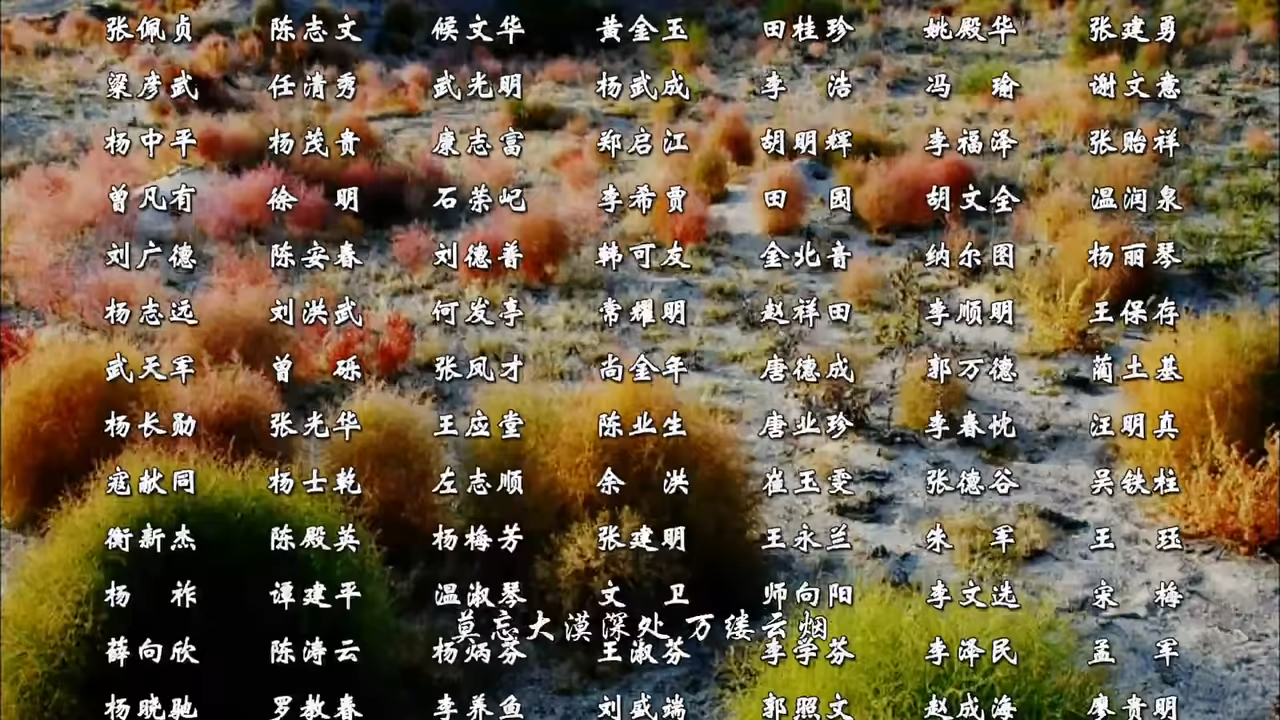 张佩贞 陈志文 候文华 黄金玉 田桂珍 姚殿华 张建勇
梁彦武 任清秀 武光明 杨武成 李 浩 冯 瑜 谢文意
杨中平 杨茂贵 康志富 郑启江 胡明辉 李福泽 张贻祥
曾凡有 徐 明 石荣屺 李希贾 田 园 胡文全 温润泉
刘广德 陈安春 刘德普 韩可友 金北音 纳尔图 杨丽琴
杨志远 刘洪武 何发亭 常耀明 赵祥田 李顺明 王保存
武天军 曾 砾 张凤才 尚金年 唐德成 郭万德 蔺土基
杨长勋 张光华 王应堂 陈业生 唐业珍 李春忱 汪明真
寇献同 杨士乾 左志顺 余 洪 崔玉雯 张德谷 吴铁柱
衡新杰 陈殿英 杨梅芳 张建明 王永兰 朱 军 王 珏
杨 祚 谭建平 温淑琴 文 卫 师向阳 李文选 宋 梅
莫忘大漠深处 万缕云烟
薛向欣 陈涛云 杨炳芬 王淑芬 李学芬 李泽民 孟 军
杨晓驰 罗教春 李养鱼 刘盛端 郭照文 赵成海 廖贵明